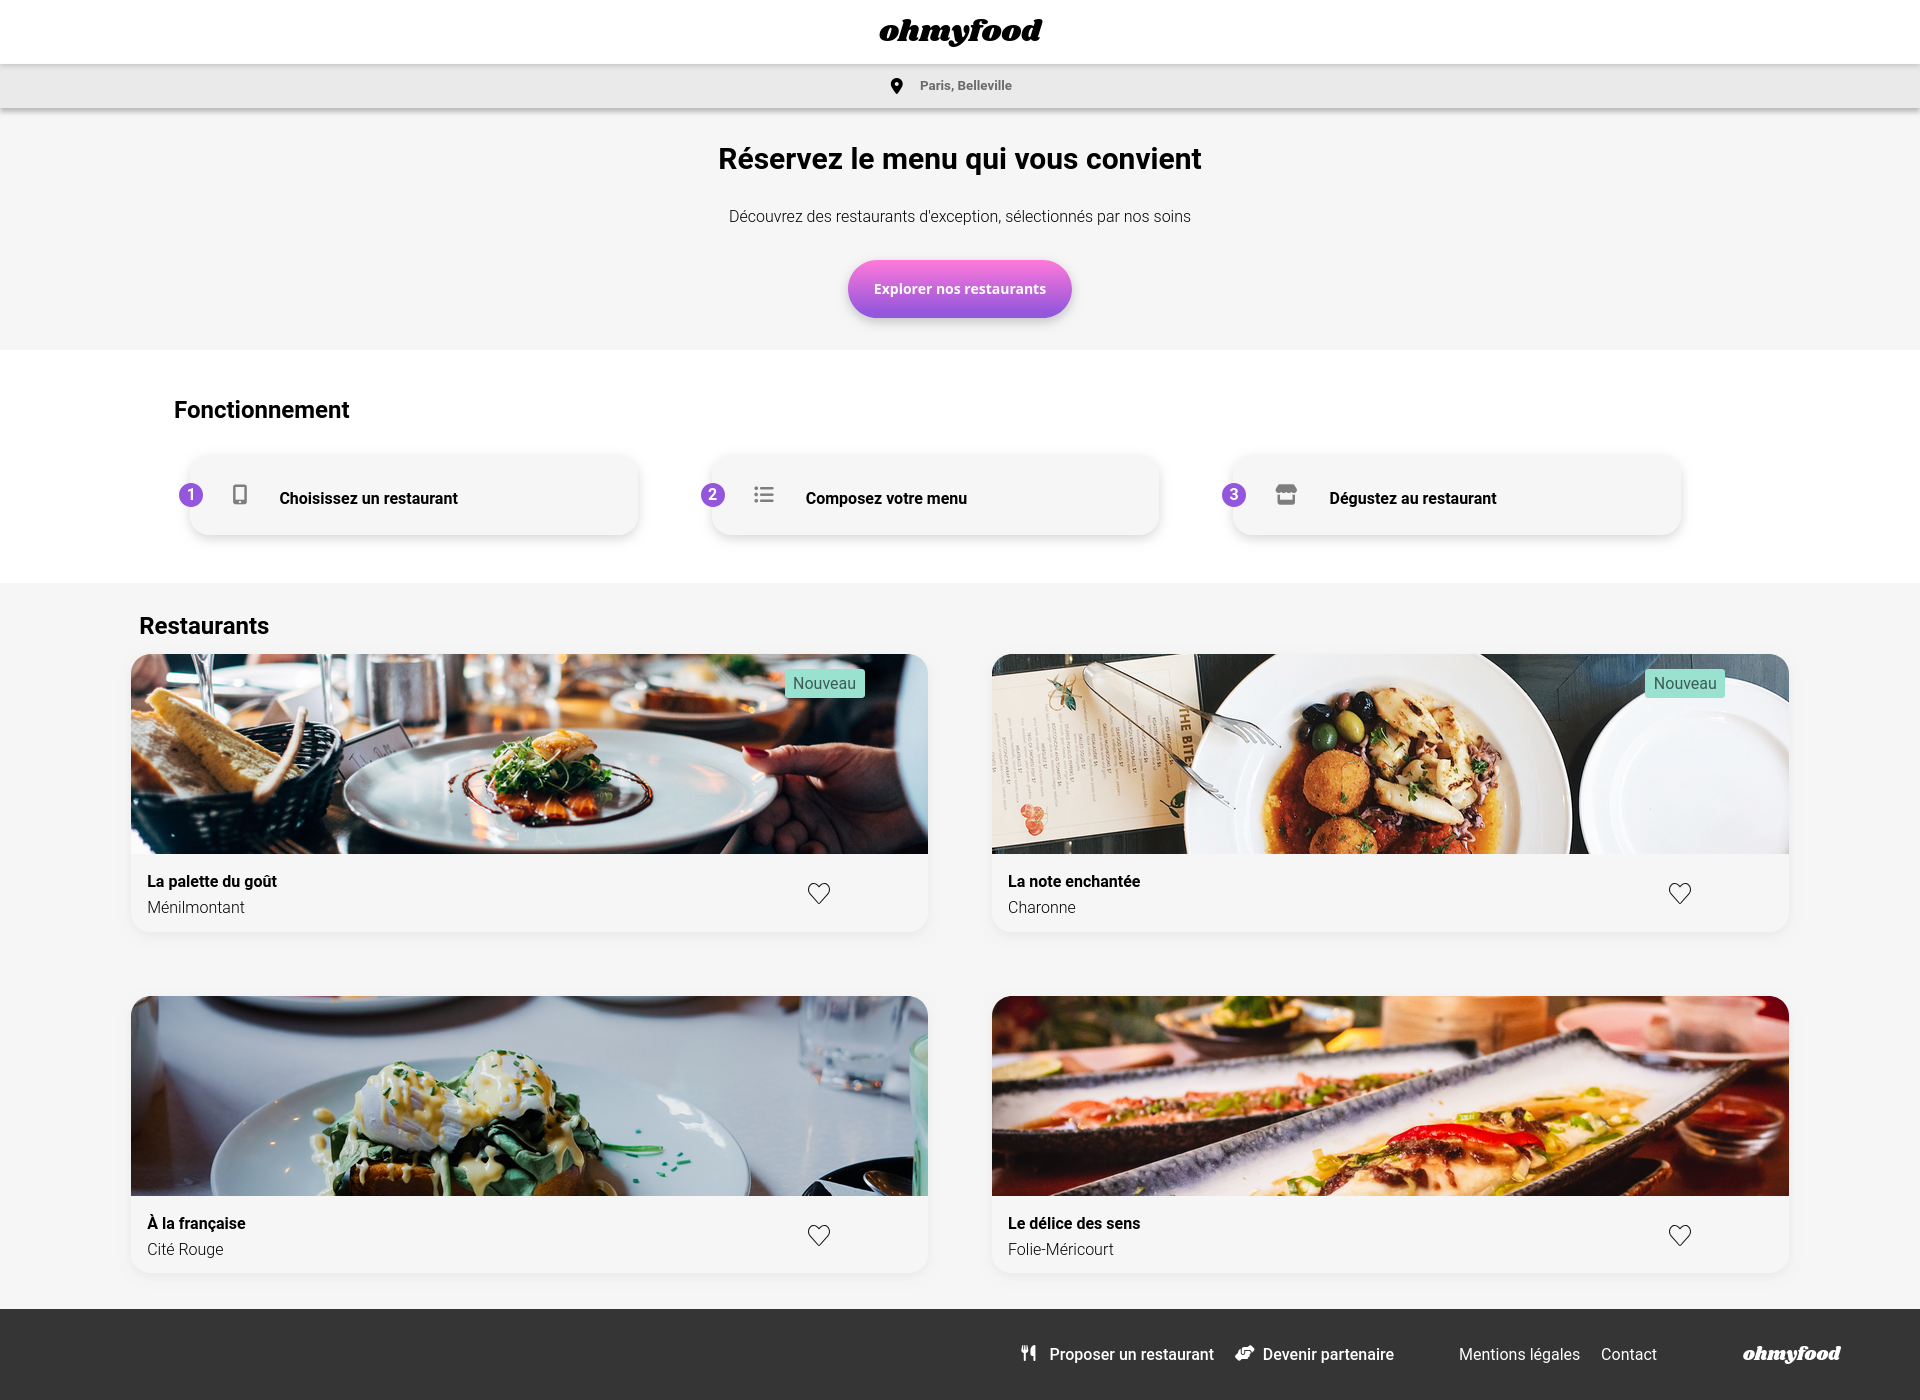 ohmyfood
Paris, Belleville
Réservez le menu qui vous convient
Découvrez des restaurants d'exception, sélectionnés par nos soins
Explorer nos restaurants
Fonctionnement
1 Choisissez un restaurant
2 Composez votre menu
3 Dégustez au restaurant
Restaurants
Nouveau
La palette du goût
Ménilmontant
Nouveau
THE BITE
La note enchantée
Charonne
À la française
Cité Rouge
Le délice des sens
Folie-Méricourt
Proposer un restaurant Devenir partenaire Mentions légales Contact ohmyfood